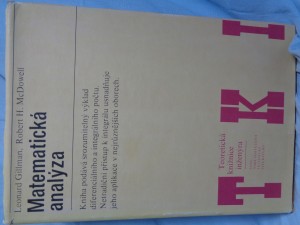 Leonard Gillman · Robert H. McDowell
Matematická
analýza
Kniha podává srozumitelný výklad
diferenciálního a integrálního počtu.
Netradiční přístup k integrálu usnadňuje
jeho aplikace v nejrůznějších oborech.
T K I
Teoretická
knižnice
inženýra